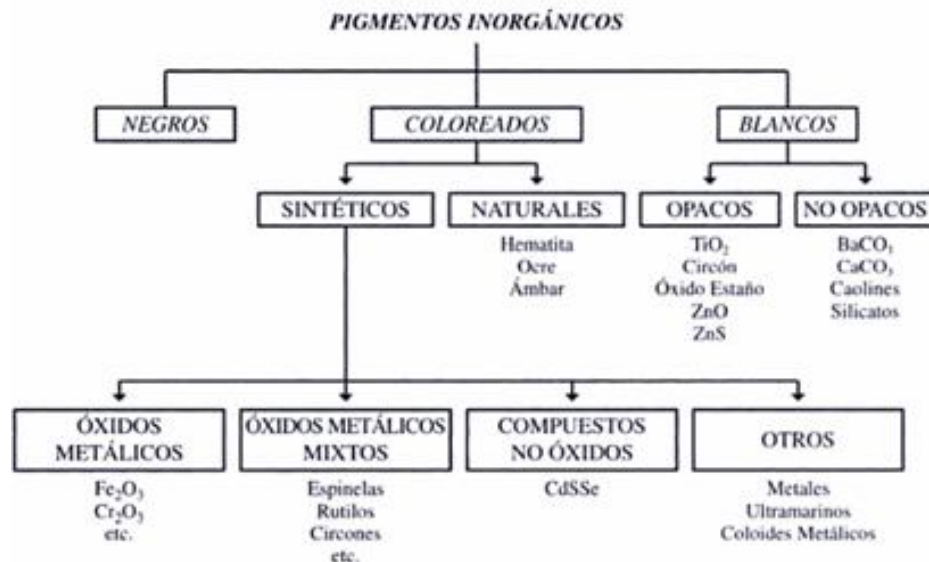 PIGMENTOS INORGÁNICOS
NEGROS
COLOREADOS
BLANCOS
SINTÉTICOS
NATURALES
OPACOS
NO OPACOS
Hematita
Ocre
Ámbar
TiO₂
Circón
Óxido Estaño
ZnO
ZnS
BaCO₃
CaCO₃
Caolines
Silicatos
ÓXIDOS
METÁLICOS
ÓXIDOS METÁLICOS
MIXTOS
COMPUESTOS
NO ÓXIDOS
OTROS
Fe₂O₃
Cr₂O₃
etc.
Espinelas
Rutilos
Circones
etc.
CdSSe
Metales
Ultramarinos
Coloides Metálicos